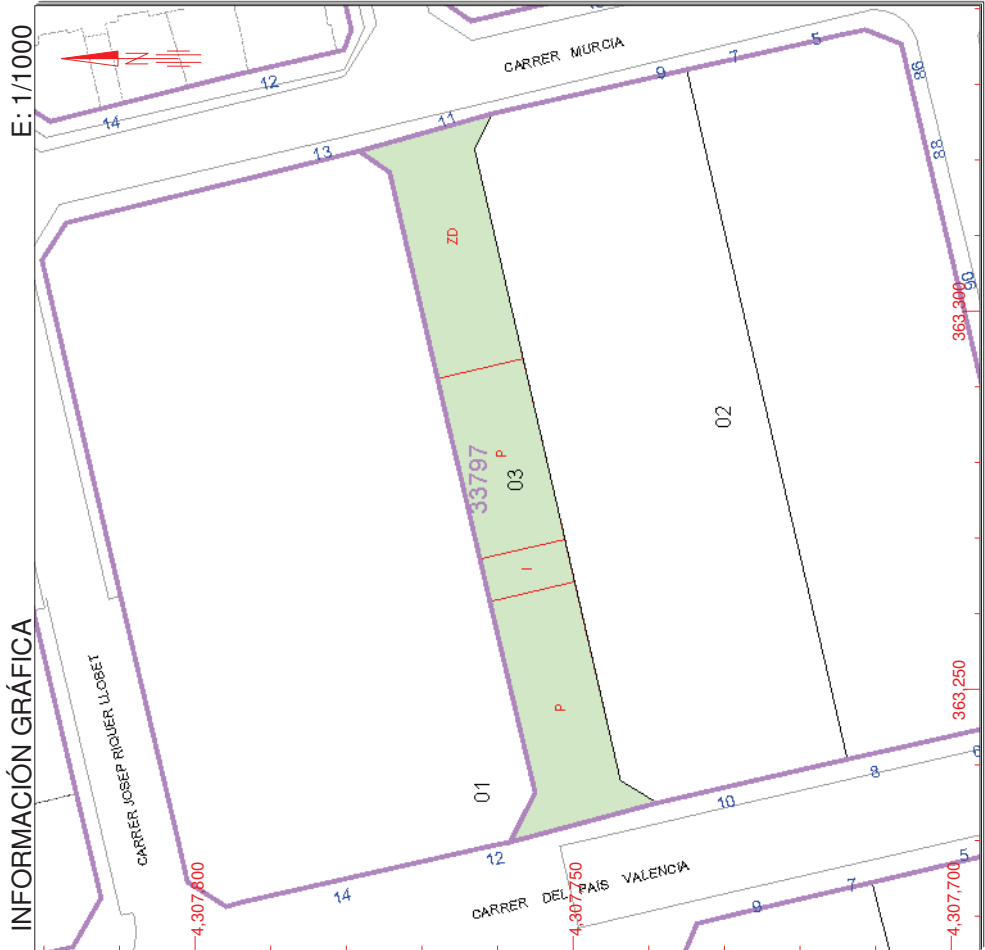 INFORMACIÓN GRÁFICA
E: 1/1000
N
CARRER MURCIA
14
12
13
11
9
7
5
86
88
90
ZD
363,300
02
33797
P
03
I
CARRER JOSEP RIQUER LLOBET
363,250
P
01
8
10
12
14
6
CARRER DEL PAIS VALENCIA
4,307,800
4,307,750
4,307,700
9
7
5